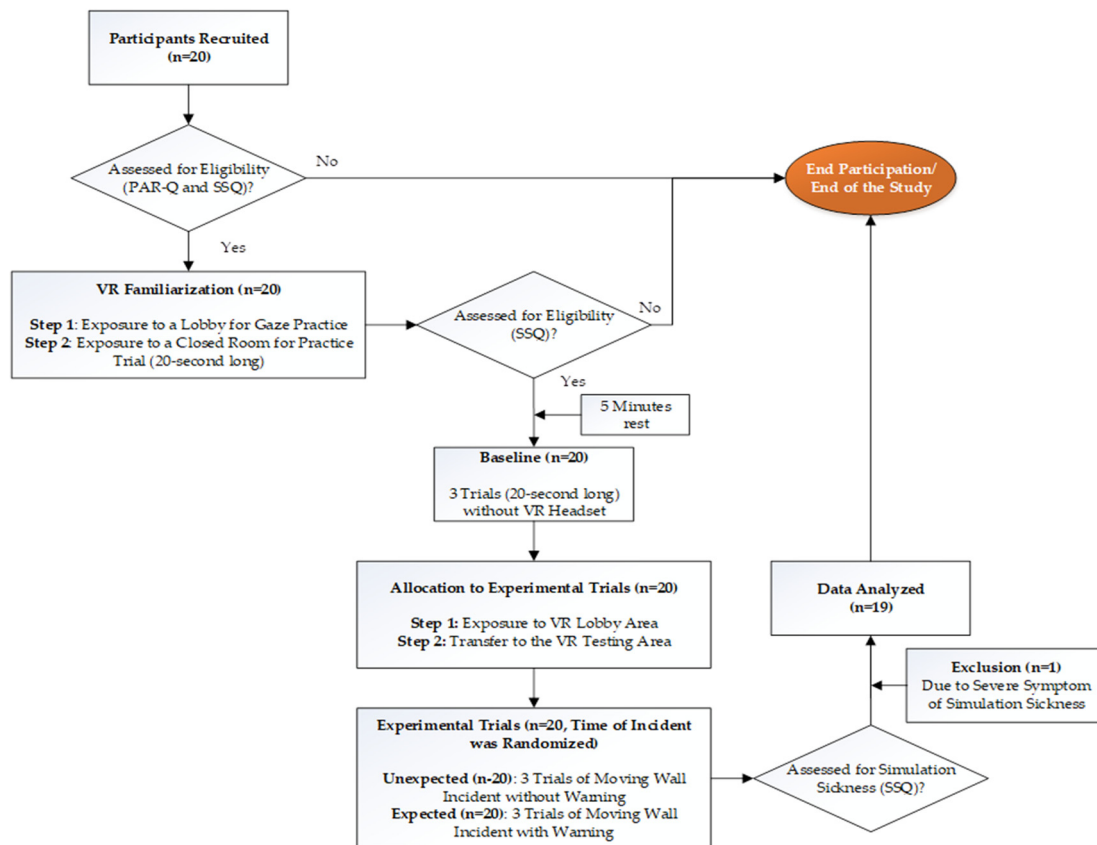 Participants Recruited
(n=20)
Assessed for Eligibility
(PAR-Q and SSQ)?
No
Yes
End Participation/
End of the Study
VR Familiarization (n=20)
Step 1: Exposure to a Lobby for Gaze Practice
Step 2: Exposure to a Closed Room for Practice
Trial (20-second long)
Assessed for Eligibility
(SSQ)?
No
Yes
5 Minutes
rest
Baseline (n=20)
3 Trials (20-second long)
without VR Headset
Allocation to Experimental Trials (n=20)
Step 1: Exposure to VR Lobby Area
Step 2: Transfer to the VR Testing Area
Experimental Trials (n=20, Time of Incident
was Randomized)
Unexpected (n-20): 3 Trials of Moving Wall
Incident without Warning
Expected (n=20): 3 Trials of Moving Wall
Incident with Warning
Assessed for Simulation
Sickness (SSQ)?
Exclusion (n=1)
Due to Severe Symptom
of Simulation Sickness
Data Analyzed
(n=19)